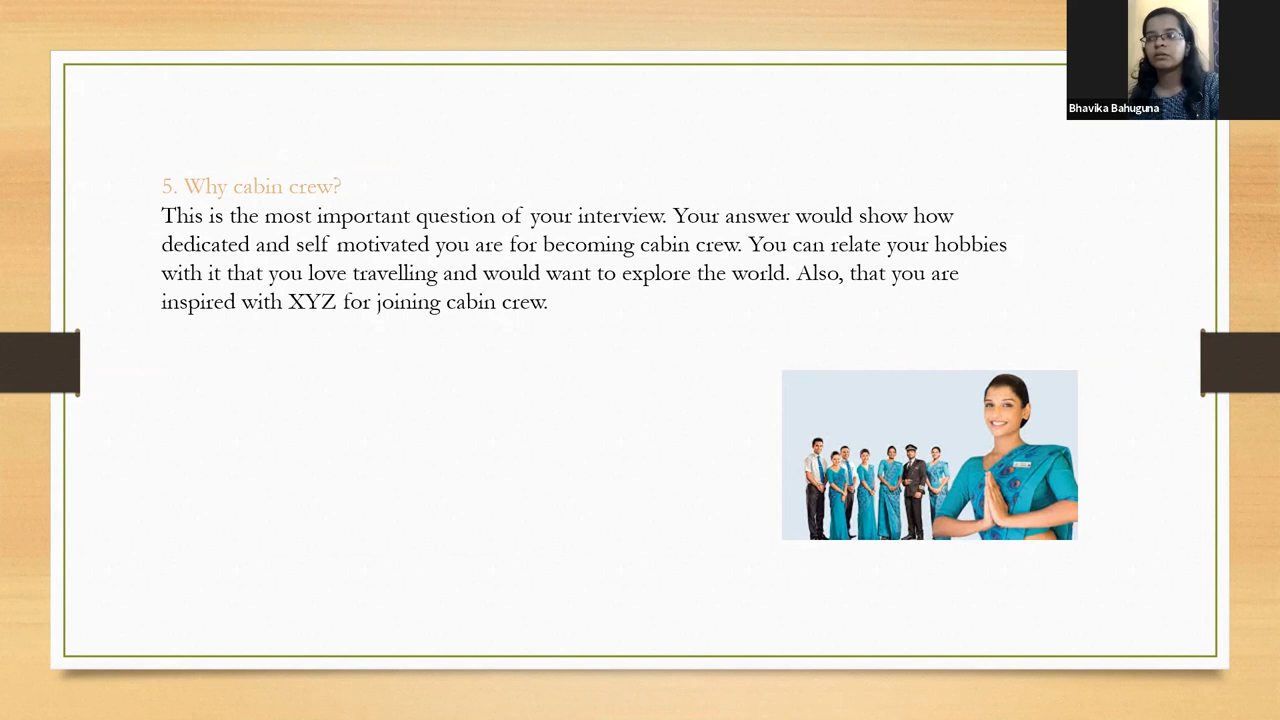 Bhavika Bahuguna
5. Why cabin crew?
This is the most important question of your interview. Your answer would show how
dedicated and self motivated you are for becoming cabin crew. You can relate your hobbies
with it that you love travelling and would want to explore the world. Also, that you are
inspired with XYZ for joining cabin crew.